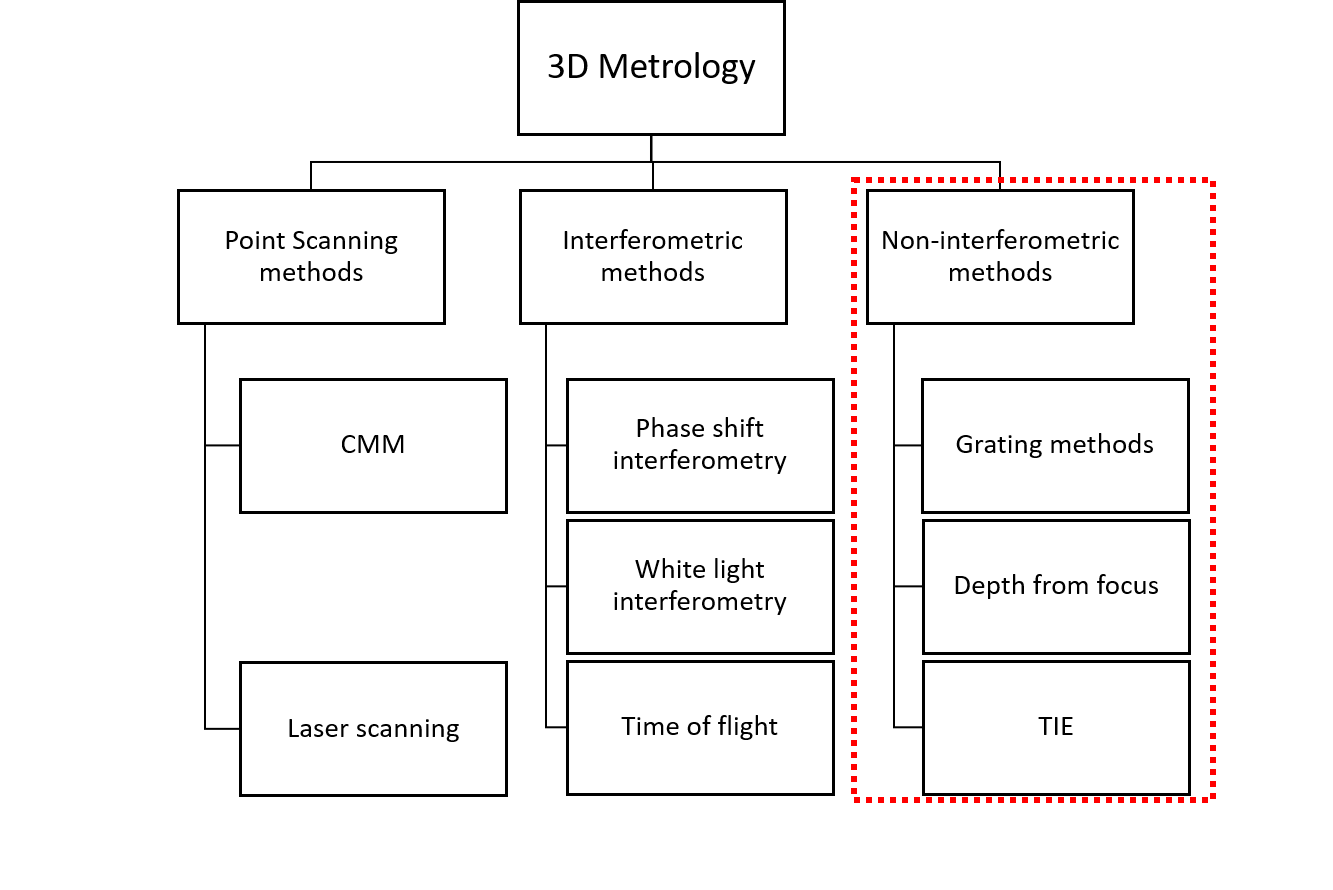 3D Metrology
Point Scanning
methods
Interferometric
methods
Non-interferometric
methods
CMM
Laser scanning
Phase shift
interferometry
White light
interferometry
Time of flight
Grating methods
Depth from focus
TIE